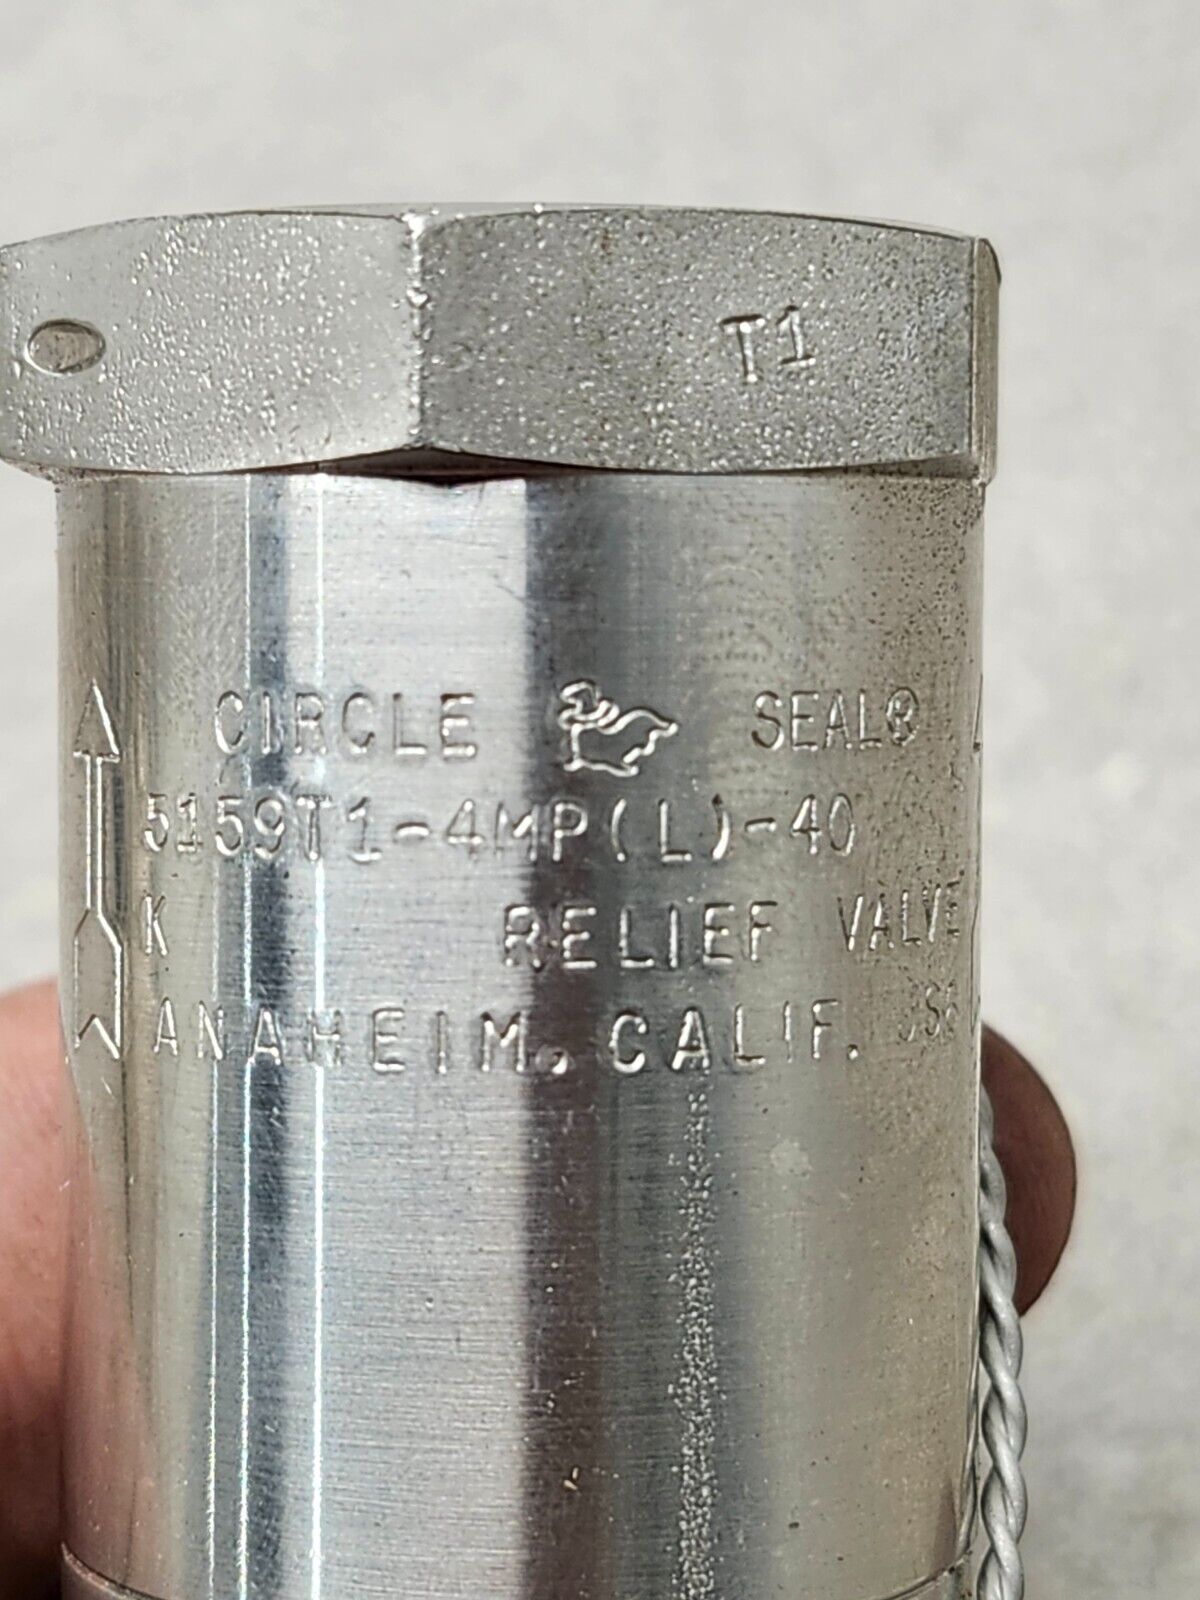 T1
CIRCLE SEAL®
5159T1-4MP(L)-40
K RELIEF VALVE
ANAHEIM, CALIF.